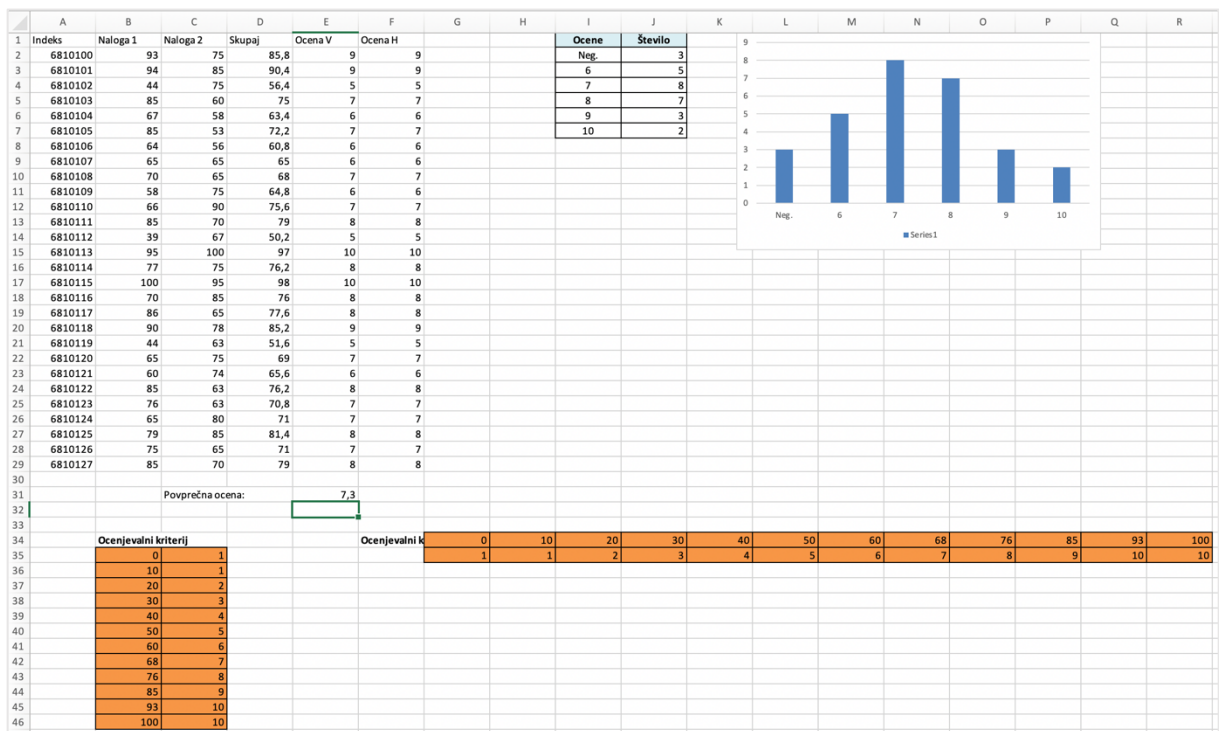 A B C D E F G H I J K L M N O P Q R
1 Indeks Naloga 1 Naloga 2 Skupaj Ocena V Ocena H Ocene Število
2 6810100 93 75 85,8 9 9 Neg. 3
3 6810101 94 85 90,4 9 9 6 5
4 6810102 44 75 56,4 5 5 7 8
5 6810103 85 60 75 7 7 8 7
6 6810104 67 58 63,4 6 6 9 3
7 6810105 85 53 72,2 7 7 10 2
8 6810106 64 56 60,8 6 6
9 6810107 65 65 65 6 6
10 6810108 70 65 68 7 7
11 6810109 58 75 64,8 6 6
12 6810110 66 90 75,6 7 7
13 6810111 85 70 79 8 8
14 6810112 39 67 50,2 5 5
15 6810113 95 100 97 10 10
16 6810114 77 75 76,2 8 8
17 6810115 100 95 98 10 10
18 6810116 70 85 76 8 8
19 6810117 86 65 77,6 8 8
20 6810118 90 78 85,2 9 9
21 6810119 44 63 51,6 5 5
22 6810120 65 75 69 7 7
23 6810121 60 74 65,6 6 6
24 6810122 85 63 76,2 8 8
25 6810123 76 63 70,8 7 7
26 6810124 65 80 71 7 7
27 6810125 79 85 81,4 8 8
28 6810126 75 65 71 7 7
29 6810127 85 70 79 8 8
30
31 Povprečna ocena: 7,3
32
33
34 Ocenjevalni kriterij Ocenjevalni k 0 10 20 30 40 50 60 68 76 85 93 100
35 0 1 1 1 2 3 4 5 6 7 8 9 10 10
36 10 1
37 20 2
38 30 3
39 40 4
40 50 5
41 60 6
42 68 7
43 76 8
44 85 9
45 93 10
46 100 10
9
8
7
6
5
4
3
2
1
0
Neg. 6 7 8 9 10
Series1